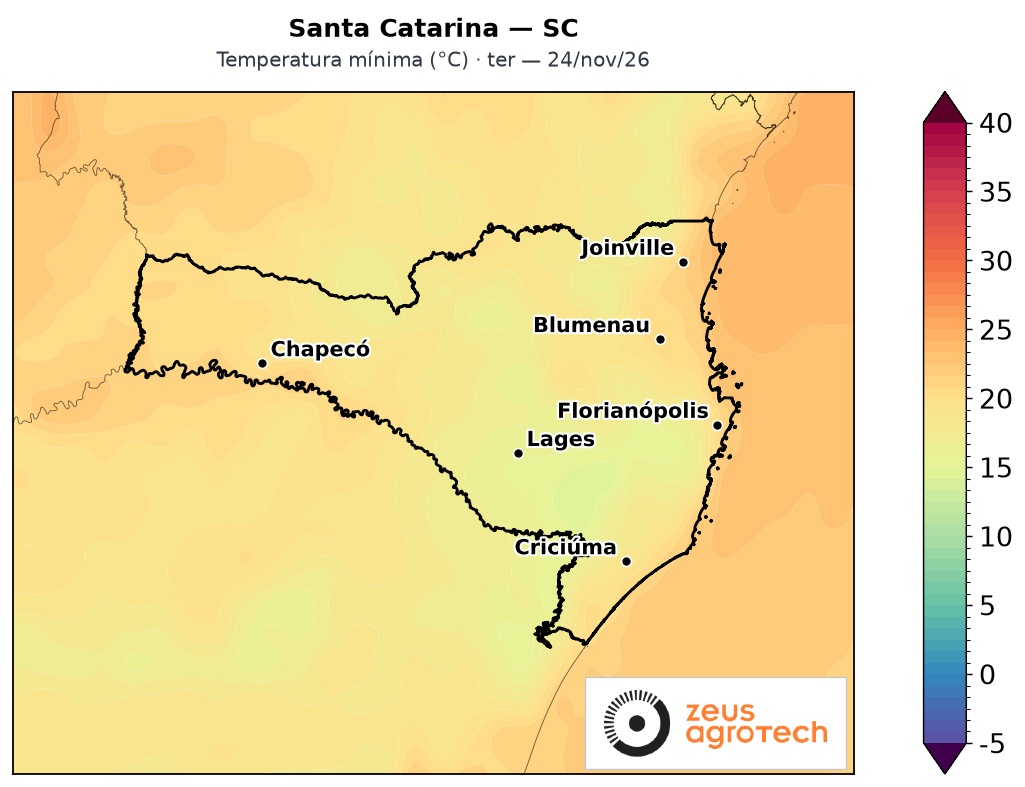 Santa Catarina — SC
Temperatura mínima (°C) · ter — 24/nov/26
Joinville
Blumenau
Chapecó
Florianópolis
Lages
Criciúma
40
35
30
25
20
15
10
5
0
-5
zeus
agrotech